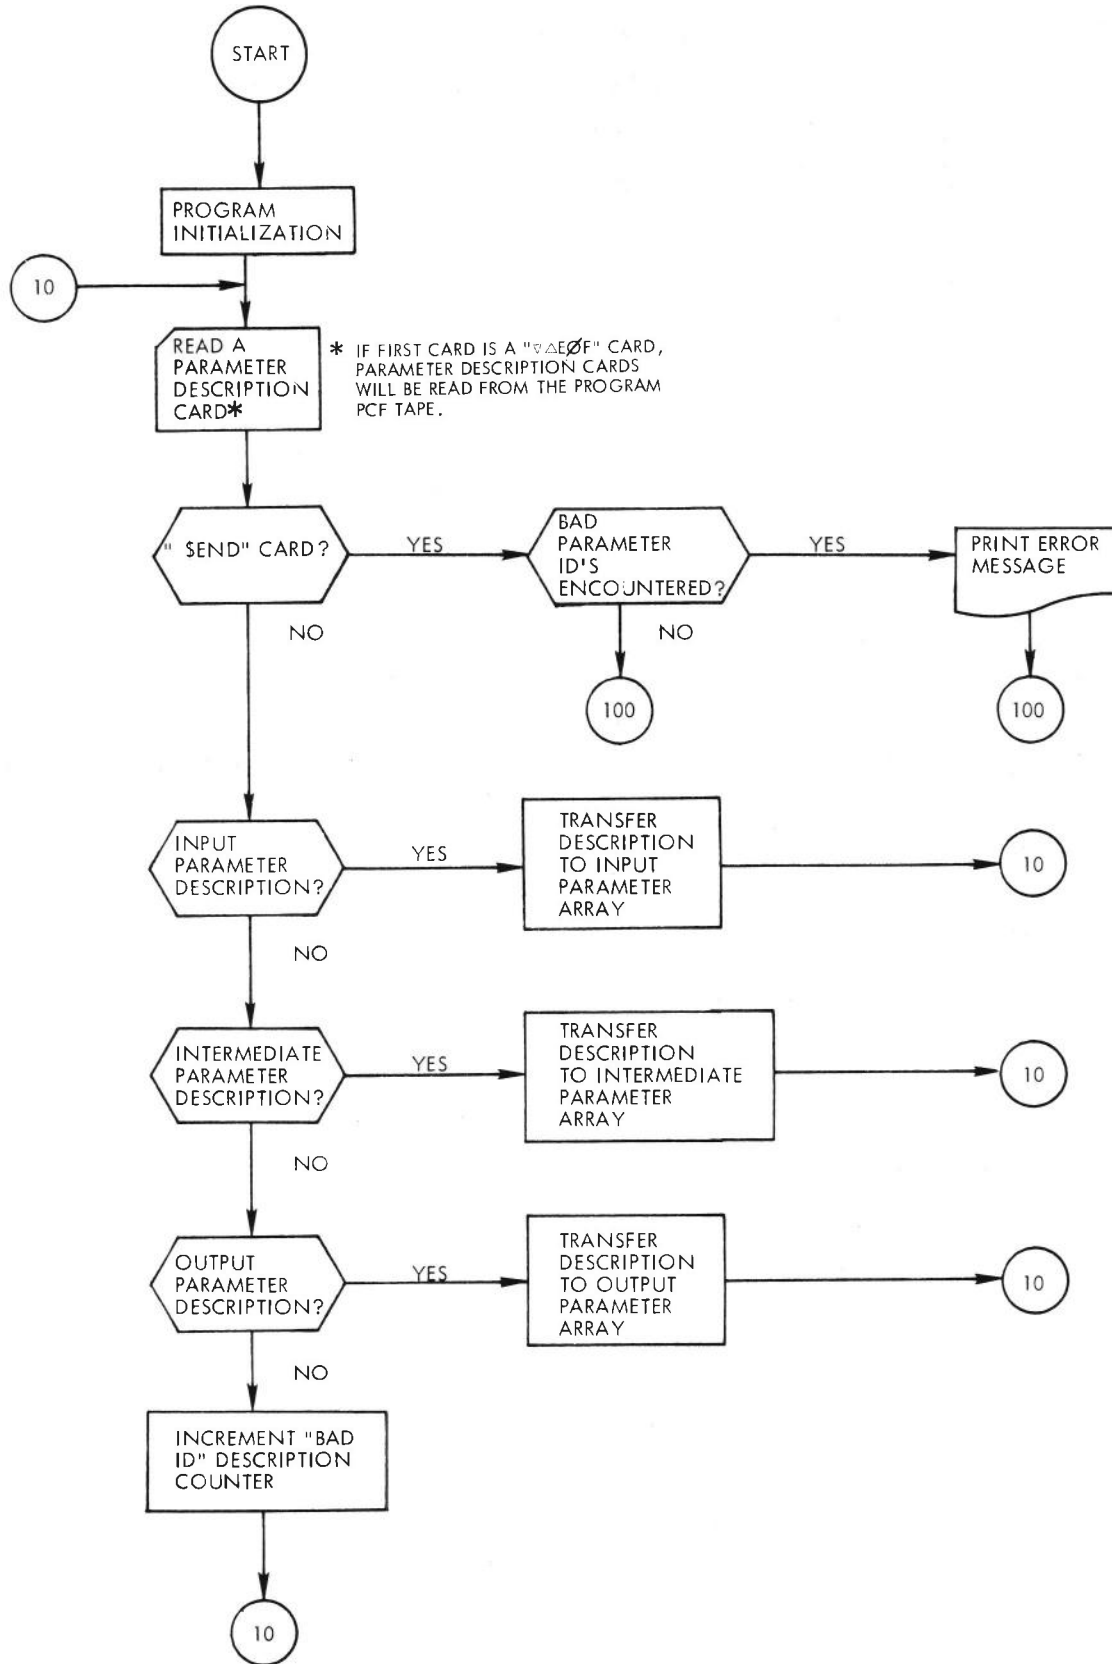 START
PROGRAM
INITIALIZATION
10
READ A
PARAMETER
DESCRIPTION
CARD*
* IF FIRST CARD IS A "▽△EØF" CARD,
PARAMETER DESCRIPTION CARDS
WILL BE READ FROM THE PROGRAM
PCF TAPE.
" $END" CARD?
YES
BAD
PARAMETER
ID'S
ENCOUNTERED?
YES
PRINT ERROR
MESSAGE
NO
NO
100
100
INPUT
PARAMETER
DESCRIPTION?
YES
TRANSFER
DESCRIPTION
TO INPUT
PARAMETER
ARRAY
10
NO
INTERMEDIATE
PARAMETER
DESCRIPTION?
YES
TRANSFER
DESCRIPTION
TO INTERMEDIATE
PARAMETER
ARRAY
10
NO
OUTPUT
PARAMETER
DESCRIPTION?
YES
TRANSFER
DESCRIPTION
TO OUTPUT
PARAMETER
ARRAY
10
NO
INCREMENT "BAD
ID" DESCRIPTION
COUNTER
10